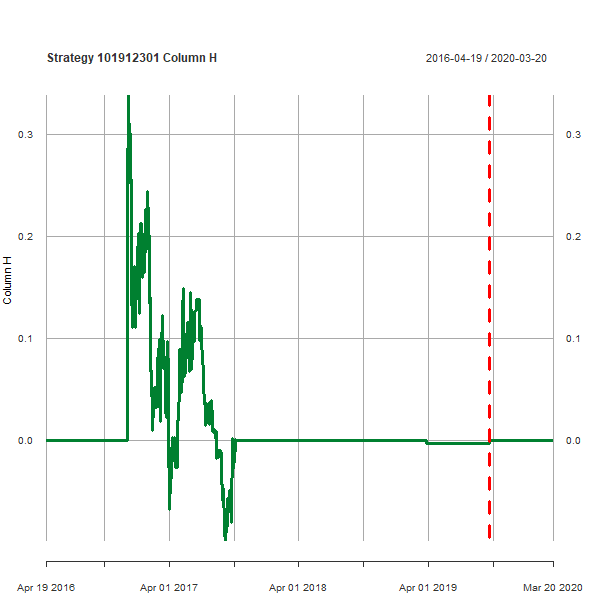 Strategy 101912301 Column H
2016-04-19 / 2020-03-20
0.3
0.3
0.2
0.2
0.1
0.1
0.0
0.0
Column H
Apr 19 2016
Apr 01 2017
Apr 01 2018
Apr 01 2019
Mar 20 2020